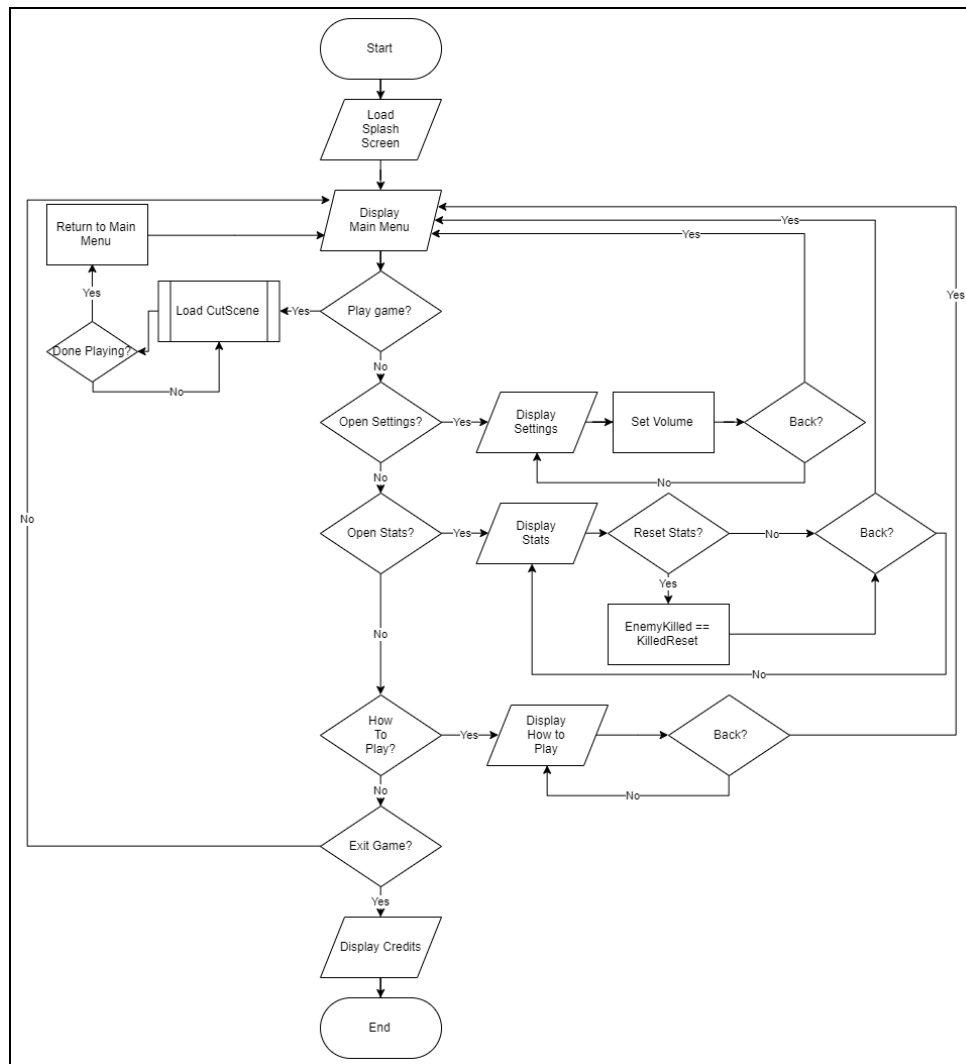 Start
Load
Splash
Screen
Display
Main Menu
Return to Main
Menu
Yes
Yes
Yes
Yes
Load CutScene
Yes
Play game?
Done Playing?
No
No
Open Settings?
Yes
Display
Settings
Set Volume
Back?
No
No
No
Open Stats?
Yes
Display
Stats
Reset Stats?
No
Back?
Yes
EnemyKilled ==
KilledReset
No
No
How
To
Play?
Yes
Display
How to
Play
Back?
No
No
Exit Game?
Yes
Display Credits
End